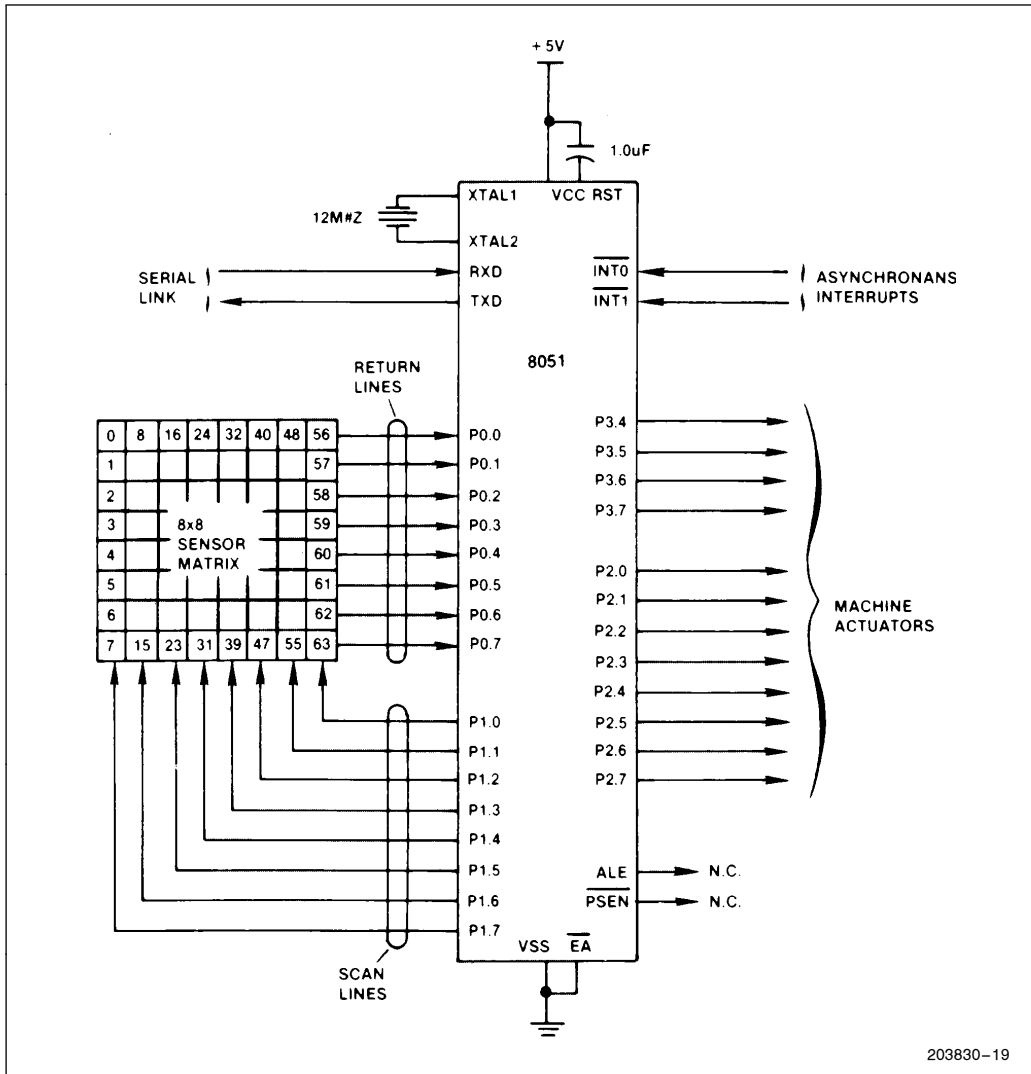 + 5V
1.0uF
XTAL1
VCC RST
12M#Z
XTAL2
SERIAL
LINK
RXD
TXD
INT0
INT1
ASYNCHRONANS
INTERRUPTS
8051
RETURN
LINES
0 8 16 24 32 40 48 56
1 57
2 58
3 59
4 60
5 61
6 62
7 15 23 31 39 47 55 63
8x8
SENSOR
MATRIX
P0.0
P0.1
P0.2
P0.3
P0.4
P0.5
P0.6
P0.7
P3.4
P3.5
P3.6
P3.7
P2.0
P2.1
P2.2
P2.3
P2.4
P2.5
P2.6
P2.7
MACHINE
ACTUATORS
P1.0
P1.1
P1.2
P1.3
P1.4
P1.5
P1.6
P1.7
SCAN
LINES
ALE
N.C.
PSEN
N.C.
VSS
EA
203830-19